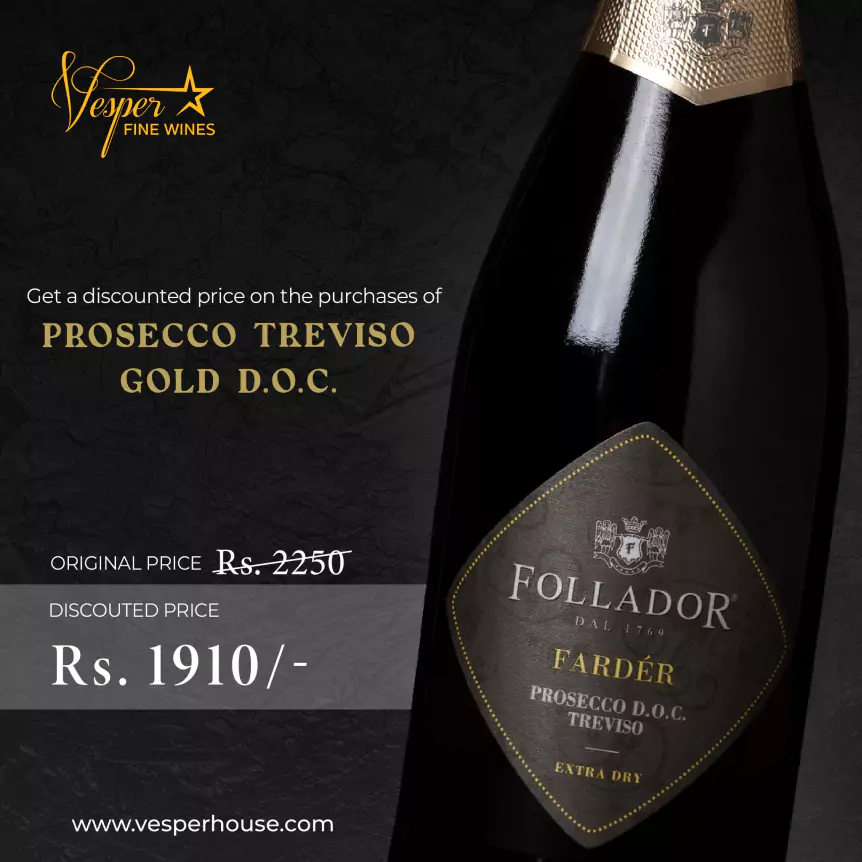 Vesper
FINE WINES
Get a discounted price on the purchases of
PROSECCO TREVISO
GOLD D.O.C.
ORIGINAL PRICE Rs. 2250
DISCOUTED PRICE
Rs. 1910/-
www.vesperhouse.com
F
FOLLADOR®
DAL 1769
FARDÉR
PROSECCO D.O.C.
TREVISO
EXTRA DRY